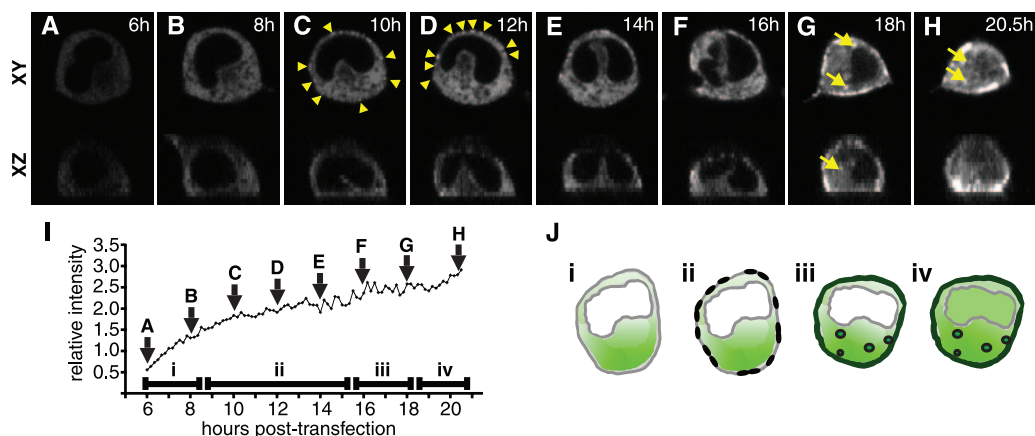 A 6h
B 8h
C 10h
D 12h
E 14h
F 16h
G 18h
H 20.5h
XY
XZ
I
relative intensity
3.5
3.0
2.5
2.0
1.5
1.0
0.5
A
B
C
D
E
F
G
H
i
ii
iii
iv
6 8 10 12 14 16 18 20
hours post-transfection
J
i
ii
iii
iv